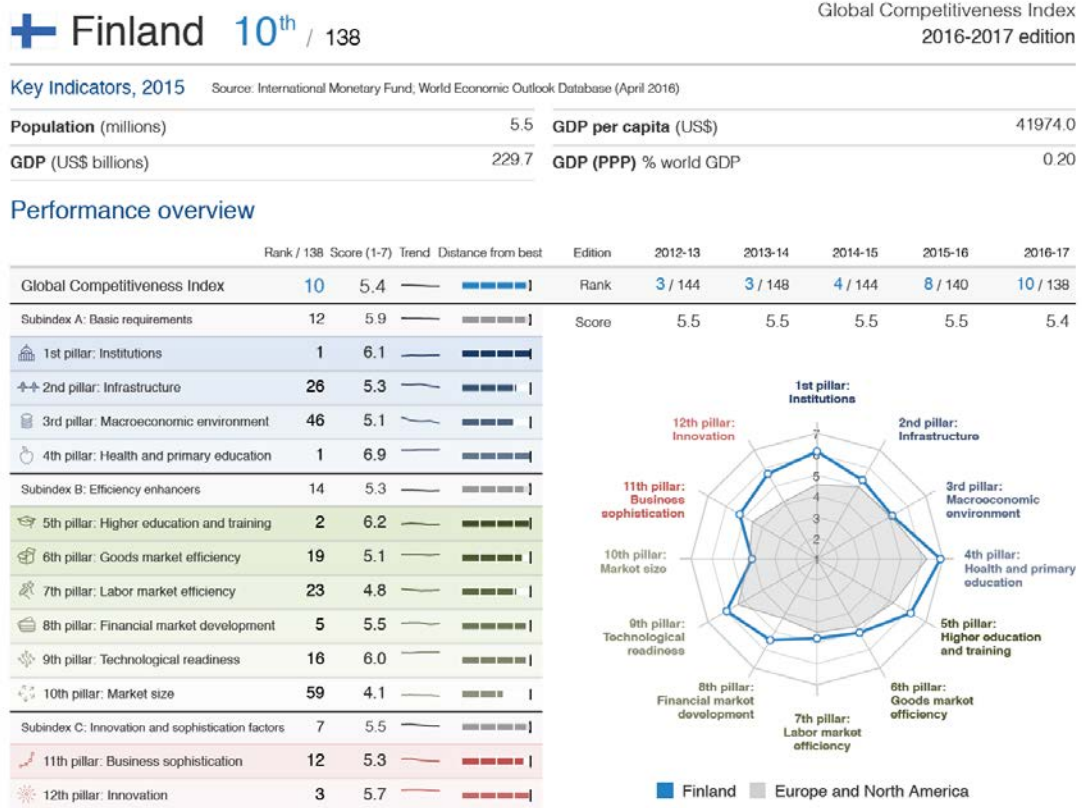 Finland 10th / 138
Global Competitiveness Index
2016-2017 edition
Key Indicators, 2015 Source: International Monetary Fund; World Economic Outlook Database (April 2016)
Population (millions) 5.5 GDP per capita (US$) 41974.0
GDP (US$ billions) 229.7 GDP (PPP) % world GDP 0.20
Performance overview
Rank / 138 Score (1-7) Trend Distance from best
Global Competitiveness Index 10 5.4
Subindex A: Basic requirements 12 5.9
1st pillar: Institutions 1 6.1
2nd pillar: Infrastructure 26 5.3
3rd pillar: Macroeconomic environment 46 5.1
4th pillar: Health and primary education 1 6.9
Subindex B: Efficiency enhancers 14 5.3
5th pillar: Higher education and training 2 6.2
6th pillar: Goods market efficiency 19 5.1
7th pillar: Labor market efficiency 23 4.8
8th pillar: Financial market development 5 5.5
9th pillar: Technological readiness 16 6.0
10th pillar: Market size 59 4.1
Subindex C: Innovation and sophistication factors 7 5.5
11th pillar: Business sophistication 12 5.3
12th pillar: Innovation 3 5.7
Edition 2012-13 2013-14 2014-15 2015-16 2016-17
Rank 3 / 144 3 / 148 4 / 144 8 / 140 10 / 138
Score 5.5 5.5 5.5 5.5 5.4
1st pillar:
Institutions
2nd pillar:
Infrastructure
3rd pillar:
Macroeconomic
environment
4th pillar:
Health and primary
education
5th pillar:
Higher education
and training
6th pillar:
Goods market
efficiency
7th pillar:
Labor market
efficiency
8th pillar:
Financial market
development
9th pillar:
Technological
readiness
10th pillar:
Market size
11th pillar:
Business
sophistication
12th pillar:
Innovation
7
6
5
4
3
2
1
Finland Europe and North America